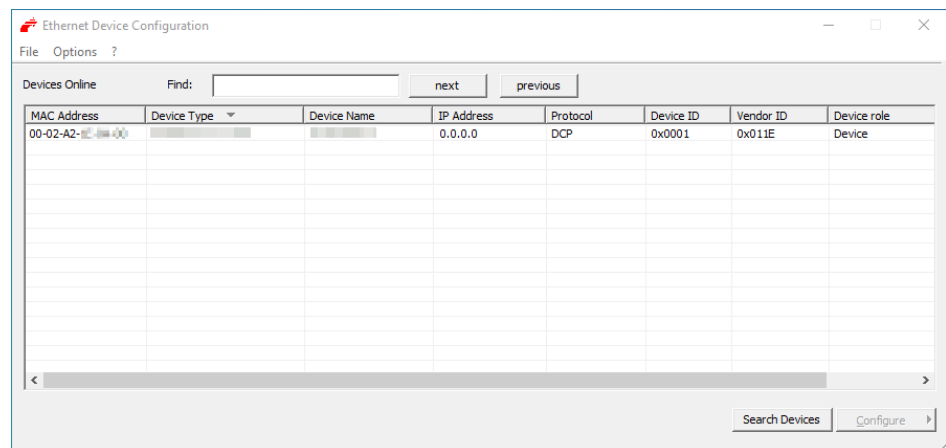 Ethernet Device Configuration
File Options ?
Devices Online Find: next previous
MAC Address Device Type Device Name IP Address Protocol Device ID Vendor ID Device role
00-02-A2- 0.0.0.0 DCP 0x0001 0x011E Device
Search Devices Configure